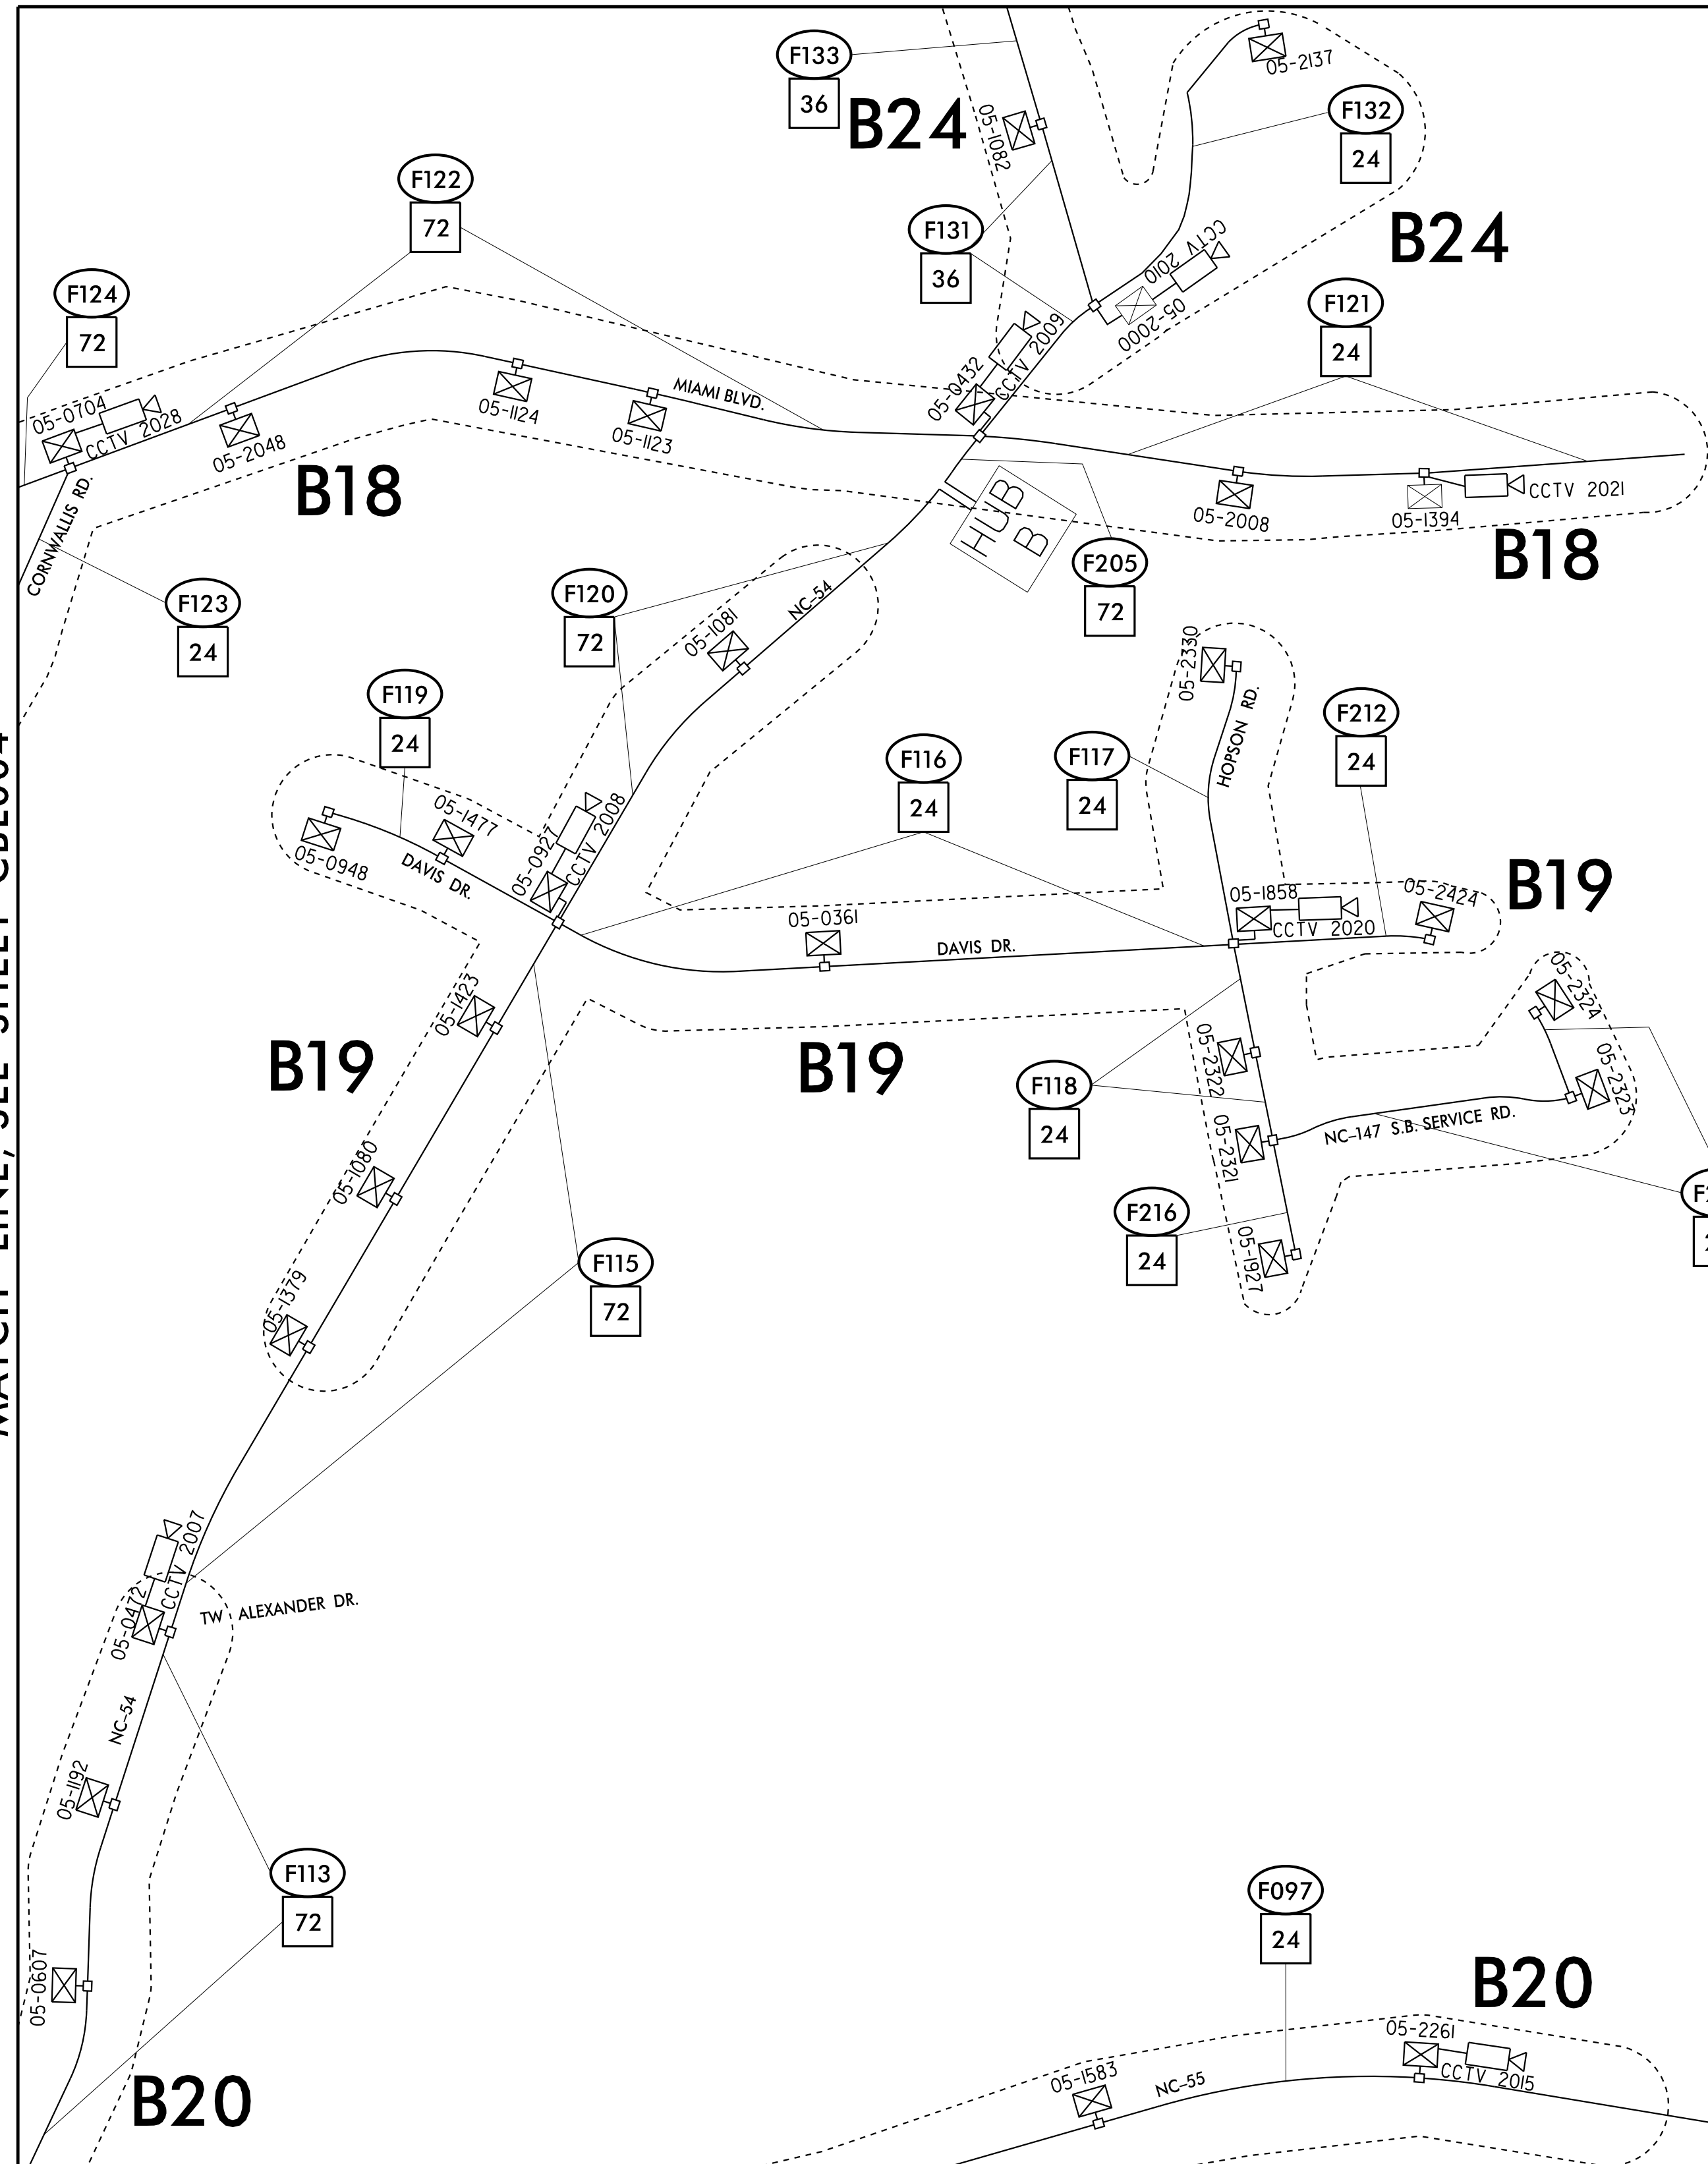 F133
36
B24
05-1082
05-2137
F132
24
B24
F122
72
F131
36
CCTV 2010
05-2000
F124
72
F121
24
05-0432
CCTV 2009
05-0704
CCTV 2028
05-2048
05-1124
05-1123
MIAMI BLVD.
B18
HUB
B
05-2008
05-1394
CCTV 2021
B18
CORNWALLIS RD.
F123
24
F120
72
F205
72
NC-54
05-1081
05-2330
HOPSON RD.
F119
24
F116
24
F117
24
F212
24
05-1477
05-0948
DAVIS DR.
05-0927
CCTV 2008
05-0361
DAVIS DR.
05-1858
CCTV 2020
05-2424
B19
05-2324
05-2323
05-1423
B19
B19
05-2322
F118
24
05-2321
NC-147 S.B. SERVICE RD.
05-1080
F216
24
05-1927
F115
72
05-1379
MATCH LINE, SEE SHEET
CCTV 2007
05-0472
TW ALEXANDER DR.
NC-54
05-1192
F113
72
F097
24
05-0607
B20
B20
05-2261
CCTV 2015
05-1583
NC-55